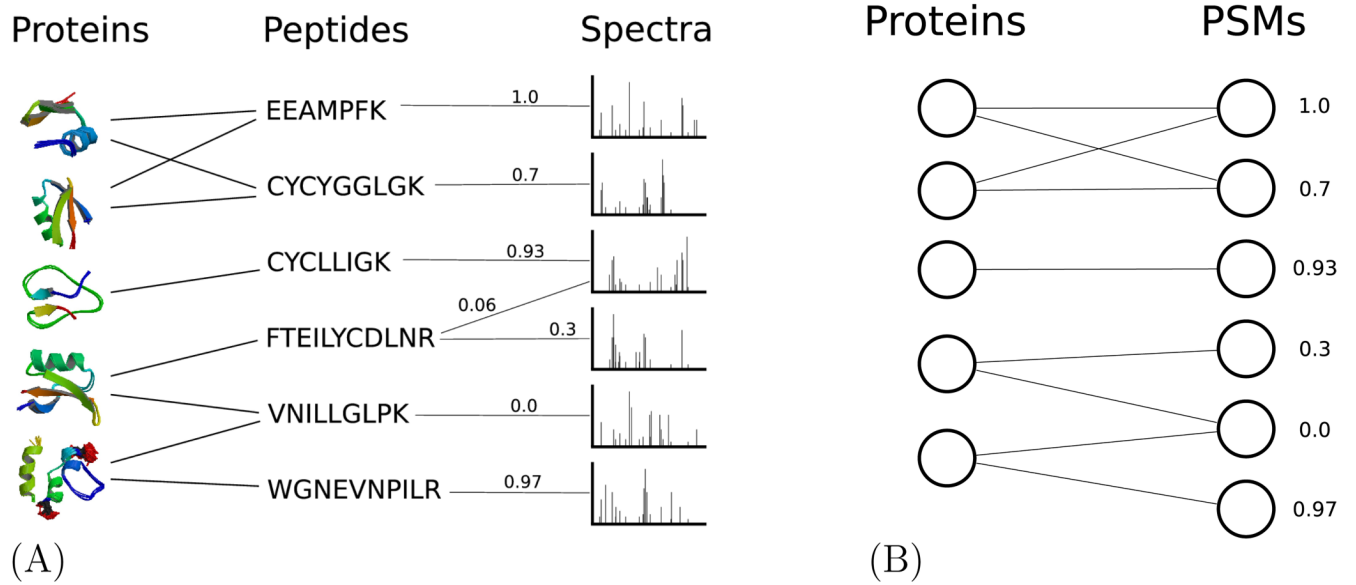 Proteins Peptides Spectra
EEAMPFK 1.0
CYCYGGLGK 0.7
CYCLLIGK 0.93
0.06
FTEILYCDLNR 0.3
VNILLGLPK 0.0
WGNEVNPILR 0.97
(A)
Proteins PSMs
1.0
0.7
0.93
0.3
0.0
0.97
(B)